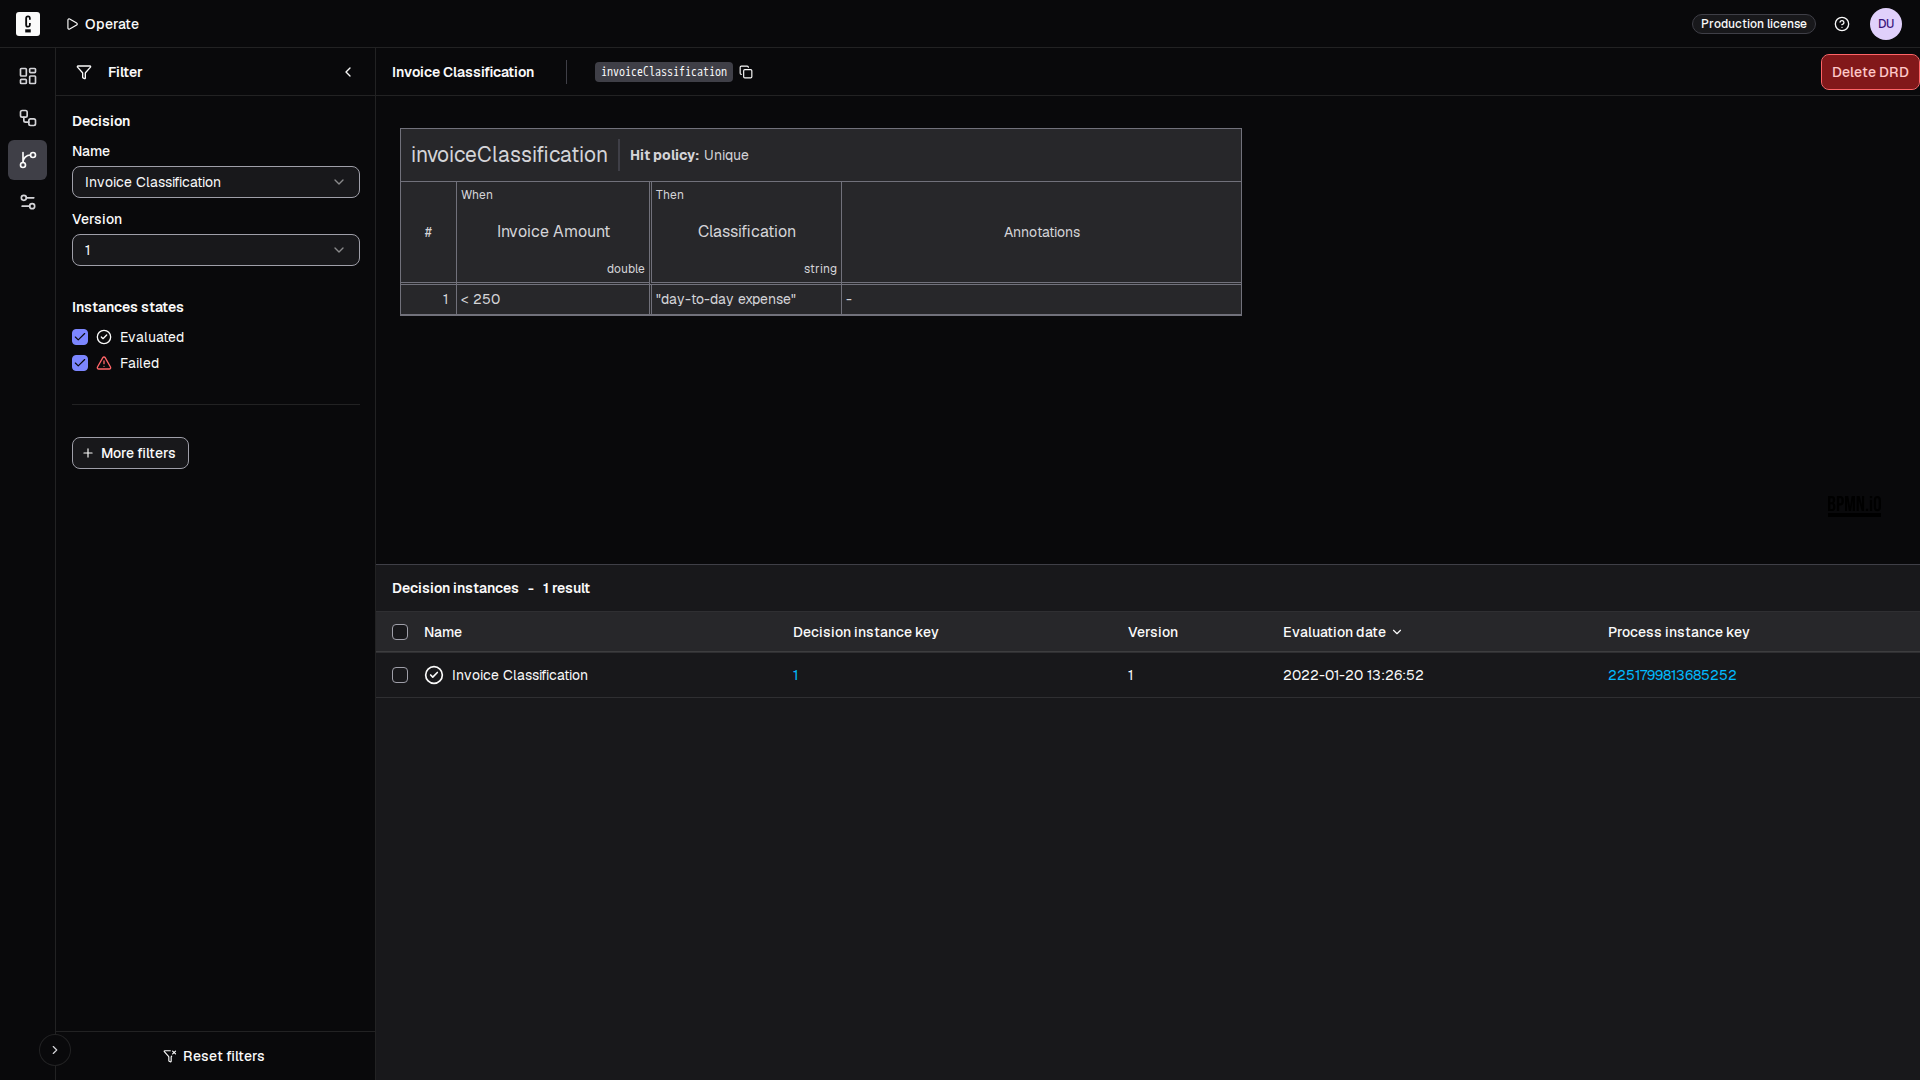 Operate
Production license
DU
Filter
Invoice Classification
invoiceClassification
Delete DRD
Decision
Name
Invoice Classification
Version
1
Instances states
Evaluated
Failed
More filters
Reset filters
invoiceClassification
Hit policy: Unique
When
Then
#
Invoice Amount
Classification
Annotations
double
string
1 < 250 "day-to-day expense" -
BPMN.iO
Decision instances - 1 result
Name Decision instance key Version Evaluation date Process instance key
Invoice Classification 1 1 2022-01-20 13:26:52 2251799813685252